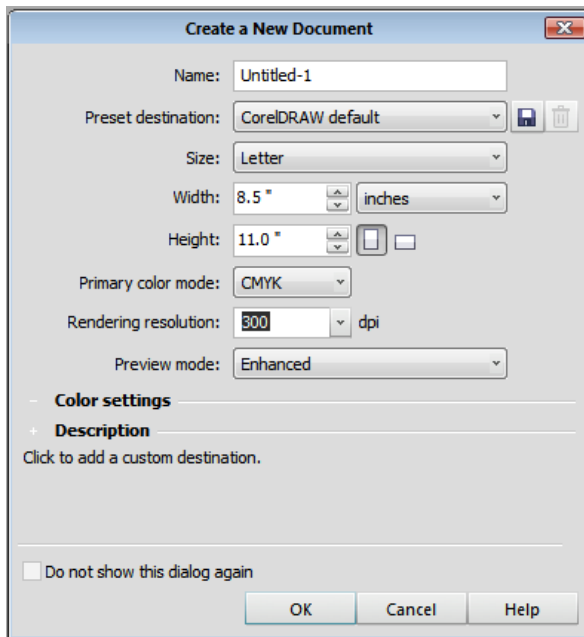 Create a New Document
Name: Untitled-1
Preset destination: CorelDRAW default
Size: Letter
Width: 8.5 " inches
Height: 11.0 "
Primary color mode: CMYK
Rendering resolution: 300 dpi
Preview mode: Enhanced
Color settings
Description
Click to add a custom destination.
Do not show this dialog again
OK Cancel Help